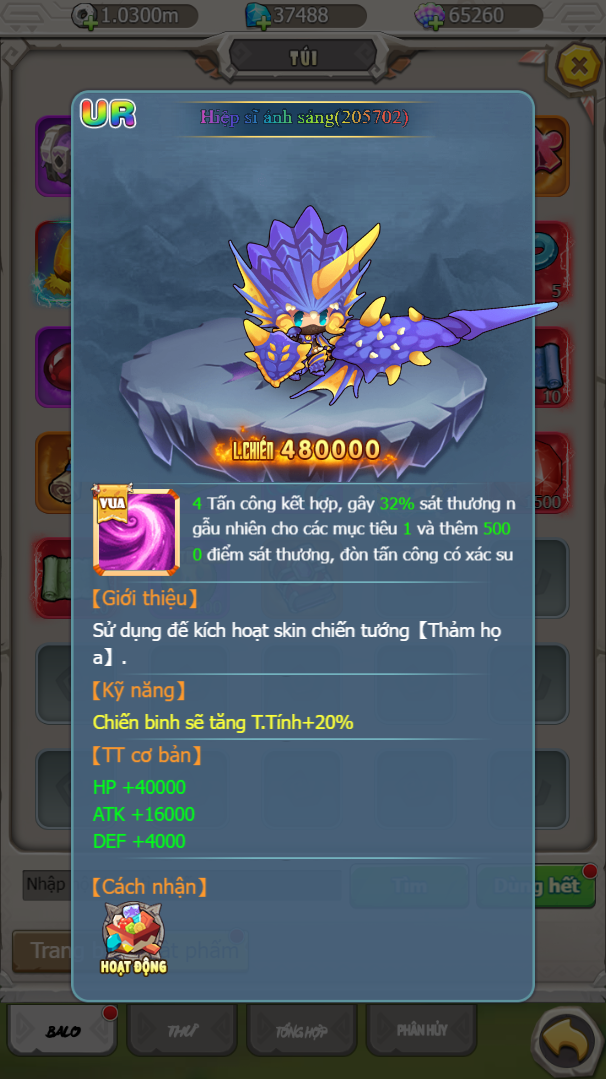 1.0300m
37488
65260
TÚI
UR
Hiệp sĩ ánh sáng(205702)
5
10
500
L.CHIẾN 480000
VUA
4 Tấn công kết hợp, gây 32% sát thương n
gẫu nhiên cho các mục tiêu 1 và thêm 500
0 điểm sát thương, đòn tấn công có xác su
【Giới thiệu】
Sử dụng để kích hoạt skin chiến tướng【Thảm họ
a】.
【Kỹ năng】
Chiến binh sẽ tăng T.Tính+20%
【TT cơ bản】
HP +40000
ATK +16000
DEF +4000
【Cách nhận】
HOẠT ĐỘNG
Nhập
Tìm
Dùng hết
Trang phẩm
BALO
THƯ
TỔNG HỢP
PHÂN HỦY